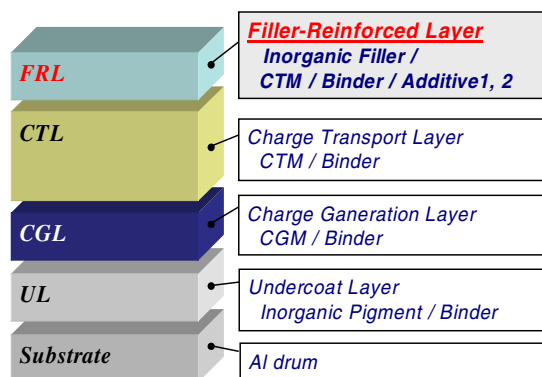 FRL
Filler-Reinforced Layer
Inorganic Filler /
CTM / Binder / Additive1, 2
CTL
Charge Transport Layer
CTM / Binder
CGL
Charge Ganeration Layer
CGM / Binder
UL
Undercoat Layer
Inorganic Pigment / Binder
Substrate
Al drum